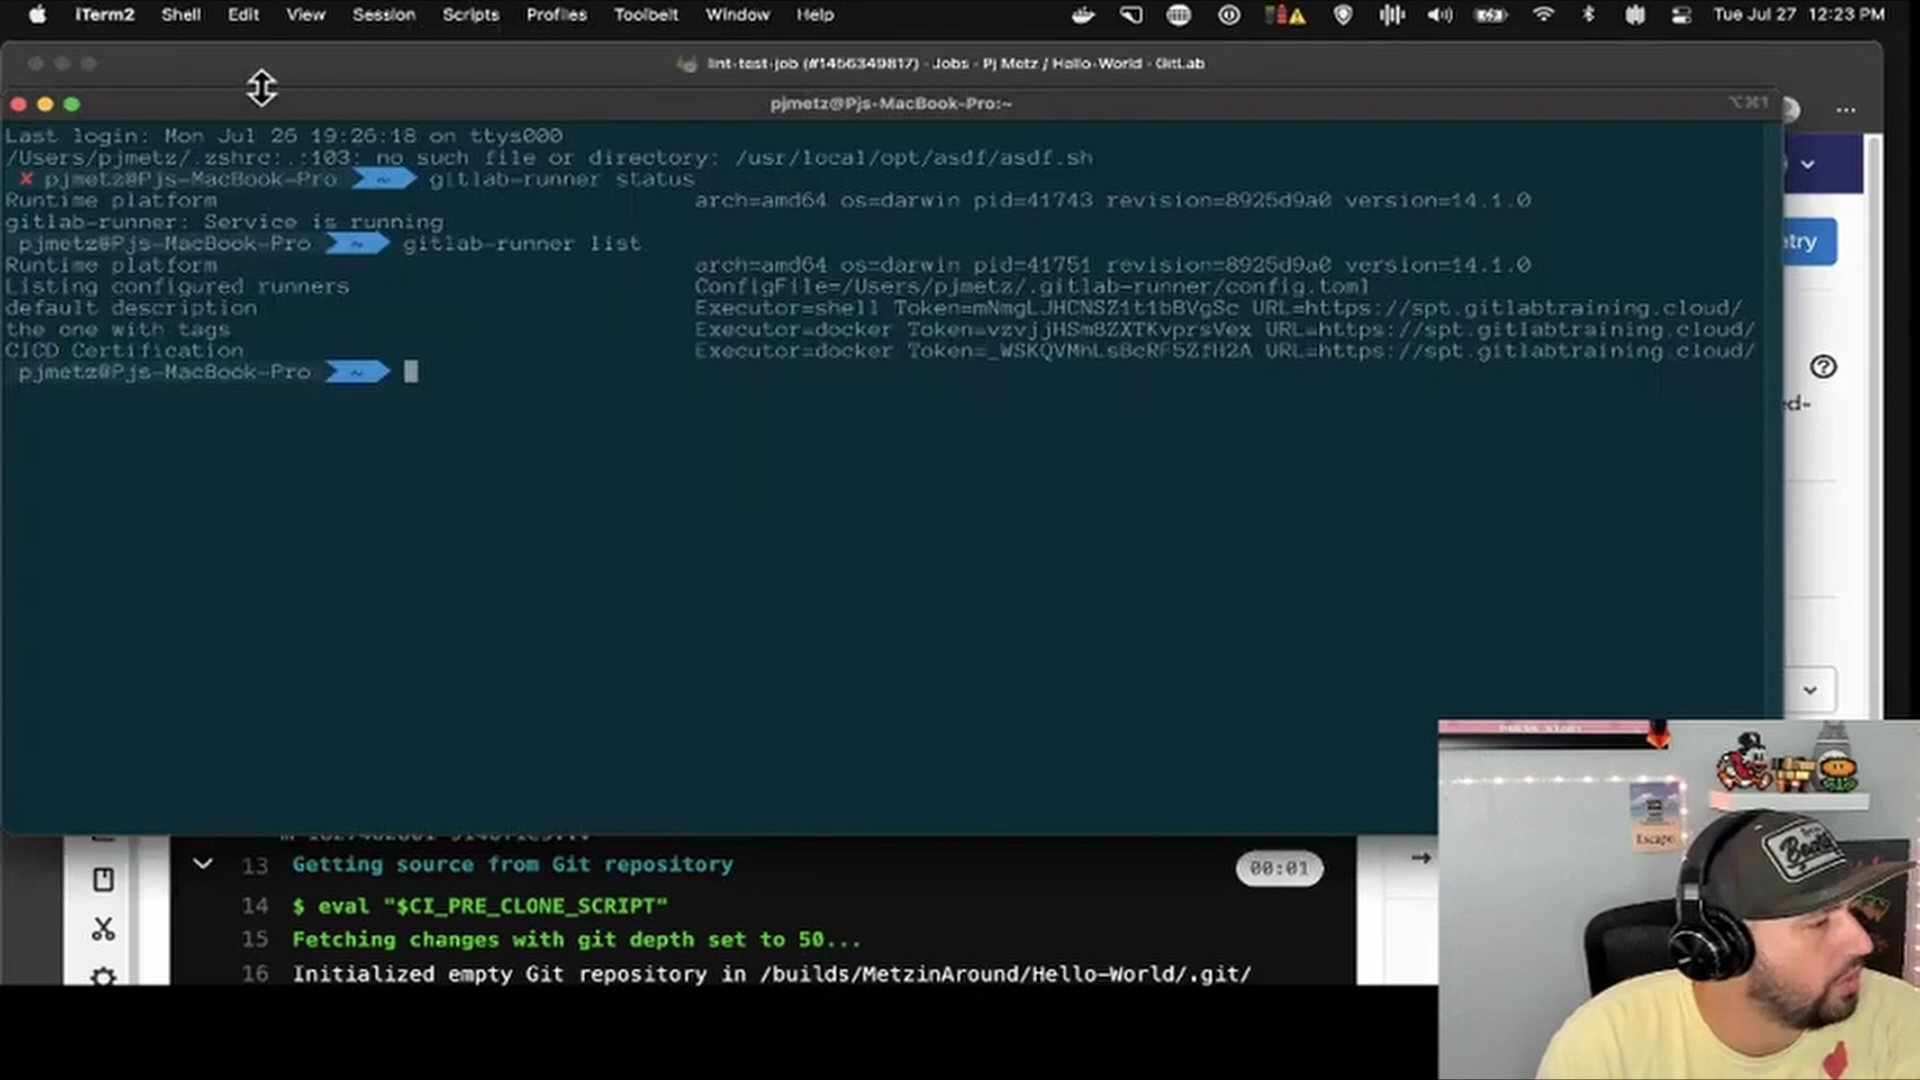 iTerm2 Shell Edit View Session Scripts Profiles Toolbelt Window Help Tue Jul 27 12:23 PM
lint-test-job (#1456349817) · Jobs · Pj Metz / Hello-World · GitLab
pjmetz@Pjs-MacBook-Pro:~ ⌥⌘1
Last login: Mon Jul 26 19:26:18 on ttys000
/Users/pjmetz/.zshrc:.:103: no such file or directory: /usr/local/opt/asdf/asdf.sh
✘ pjmetz@Pjs-MacBook-Pro ~ gitlab-runner status
Runtime platform arch=amd64 os=darwin pid=41743 revision=8925d9a0 version=14.1.0
gitlab-runner: Service is running
pjmetz@Pjs-MacBook-Pro ~ gitlab-runner list
Runtime platform arch=amd64 os=darwin pid=41751 revision=8925d9a0 version=14.1.0
Listing configured runners ConfigFile=/Users/pjmetz/.gitlab-runner/config.toml
default description Executor=shell Token=mNmgLJHCNSZ1t1bBVgSc URL=https://spt.gitlabtraining.cloud/
the one with tags Executor=docker Token=vzvjjHSm8ZXTKvprsVex URL=https://spt.gitlabtraining.cloud/
CICD Certification Executor=docker Token=_WSKQVMhLsBcRF5ZfH2A URL=https://spt.gitlabtraining.cloud/
pjmetz@Pjs-MacBook-Pro ~
etry
ed-
13 Getting source from Git repository 00:01
14 $ eval "$CI_PRE_CLONE_SCRIPT"
15 Fetching changes with git depth set to 50...
16 Initialized empty Git repository in /builds/MetzinAround/Hello-World/.git/
Escape